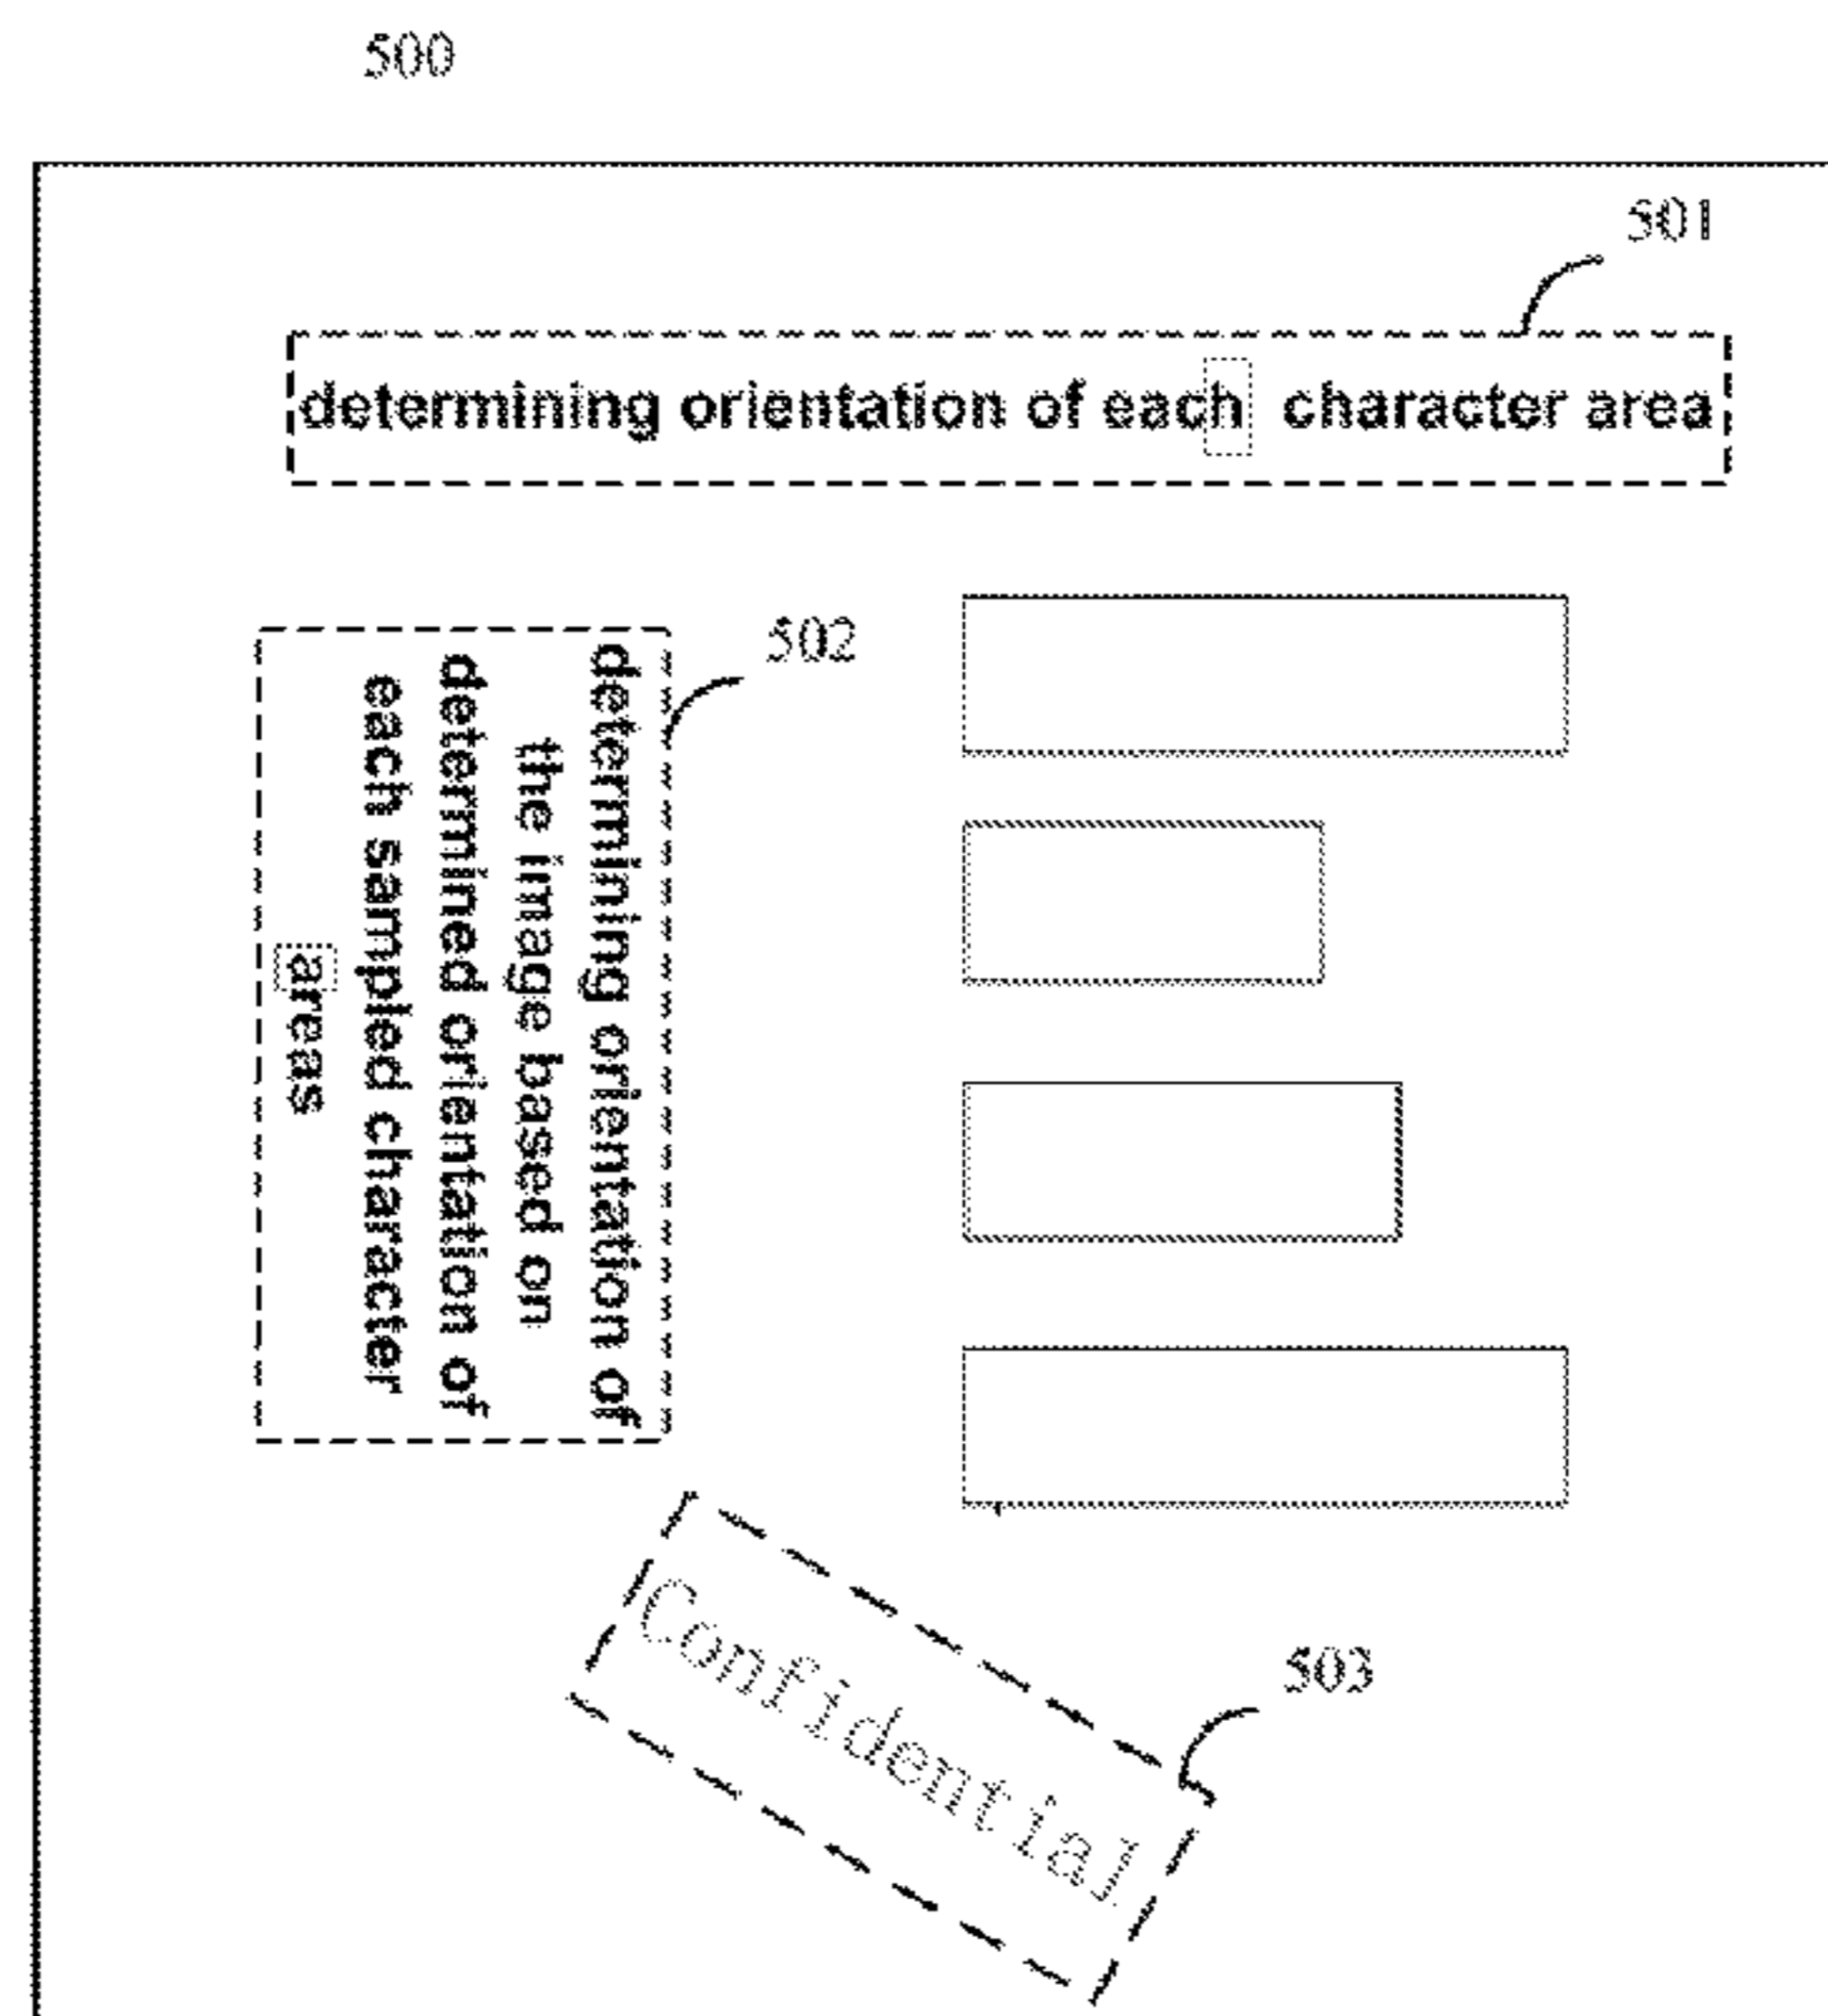 500
501
determining orientation of each character area
502
determining orientation of
the image based on
determined orientation of
each sampled character
areas
503
Confidential